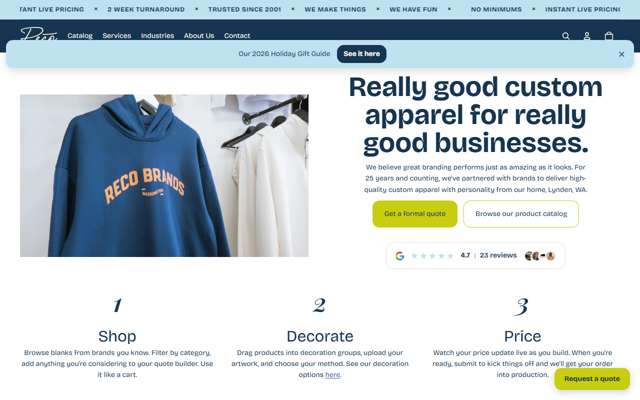 TANT LIVE PRICING * 2 WEEK TURNAROUND * TRUSTED SINCE 2001 * WE MAKE THINGS * WE HAVE FUN * NO MINIMUMS * INSTANT LIVE PRICING
Reco Catalog Services Industries About Us Contact
Our 2026 Holiday Gift Guide See it here
Really good custom
apparel for really
good businesses.
We believe great branding performs just as amazing as it looks. For
25 years and counting, we've partnered with brands to deliver high-
quality custom apparel with personality from our home, Lynden, WA.
Get a formal quote Browse our product catalog
4.7 | 23 reviews
RECO BRANDS
1
Shop
Browse blanks from brands you know. Filter by category,
add anything you're considering to your quote builder. Use
it like a cart.
2
Decorate
Drag products into decoration groups, upload your
artwork, and choose your method. See our decoration
options here.
3
Price
Watch your price update live as you build. When you're
ready, submit to kick things off and we'll get your order
into production.
Request a quote